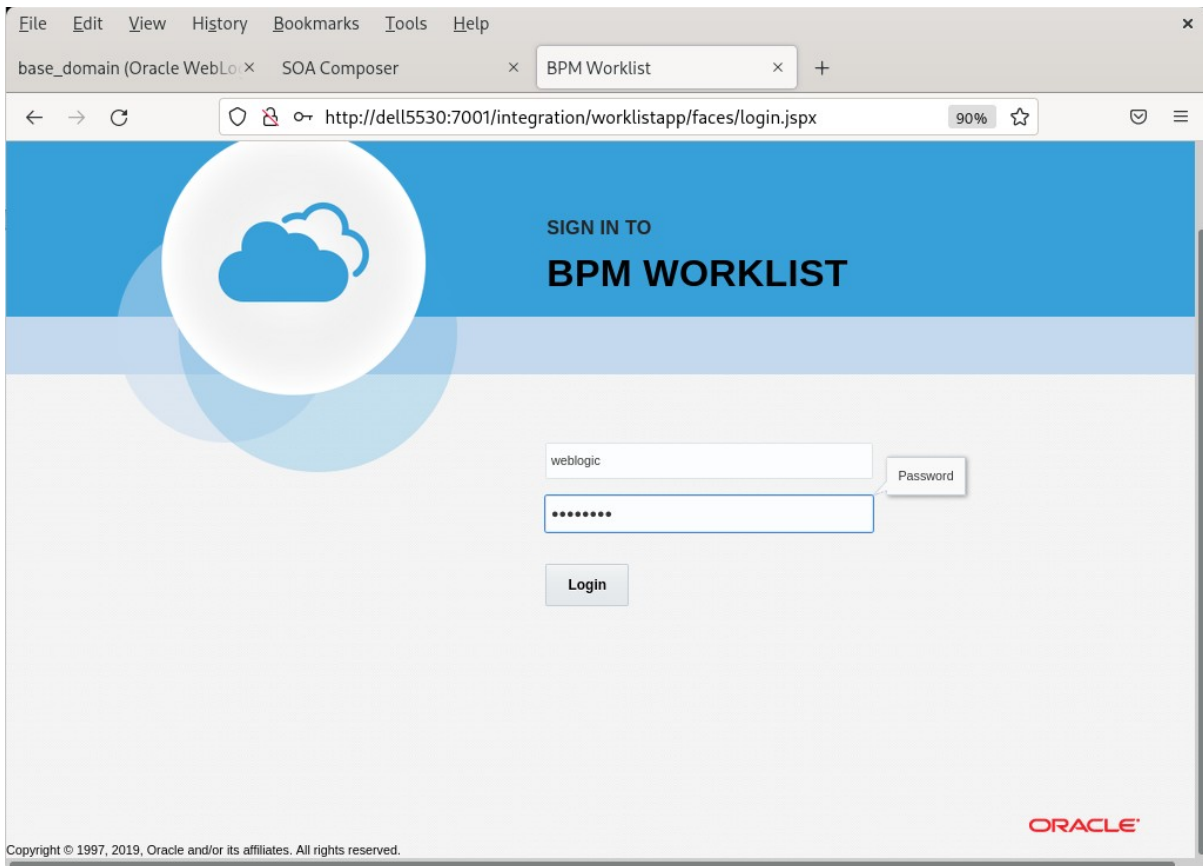 File Edit View History Bookmarks Tools Help
base_domain (Oracle WebLo SOA Composer BPM Worklist
http://dell5530:7001/integration/worklistapp/faces/login.jspx 90%
SIGN IN TO
BPM WORKLIST
weblogic
Password
••••••••
Login
ORACLE
Copyright © 1997, 2019, Oracle and/or its affiliates. All rights reserved.